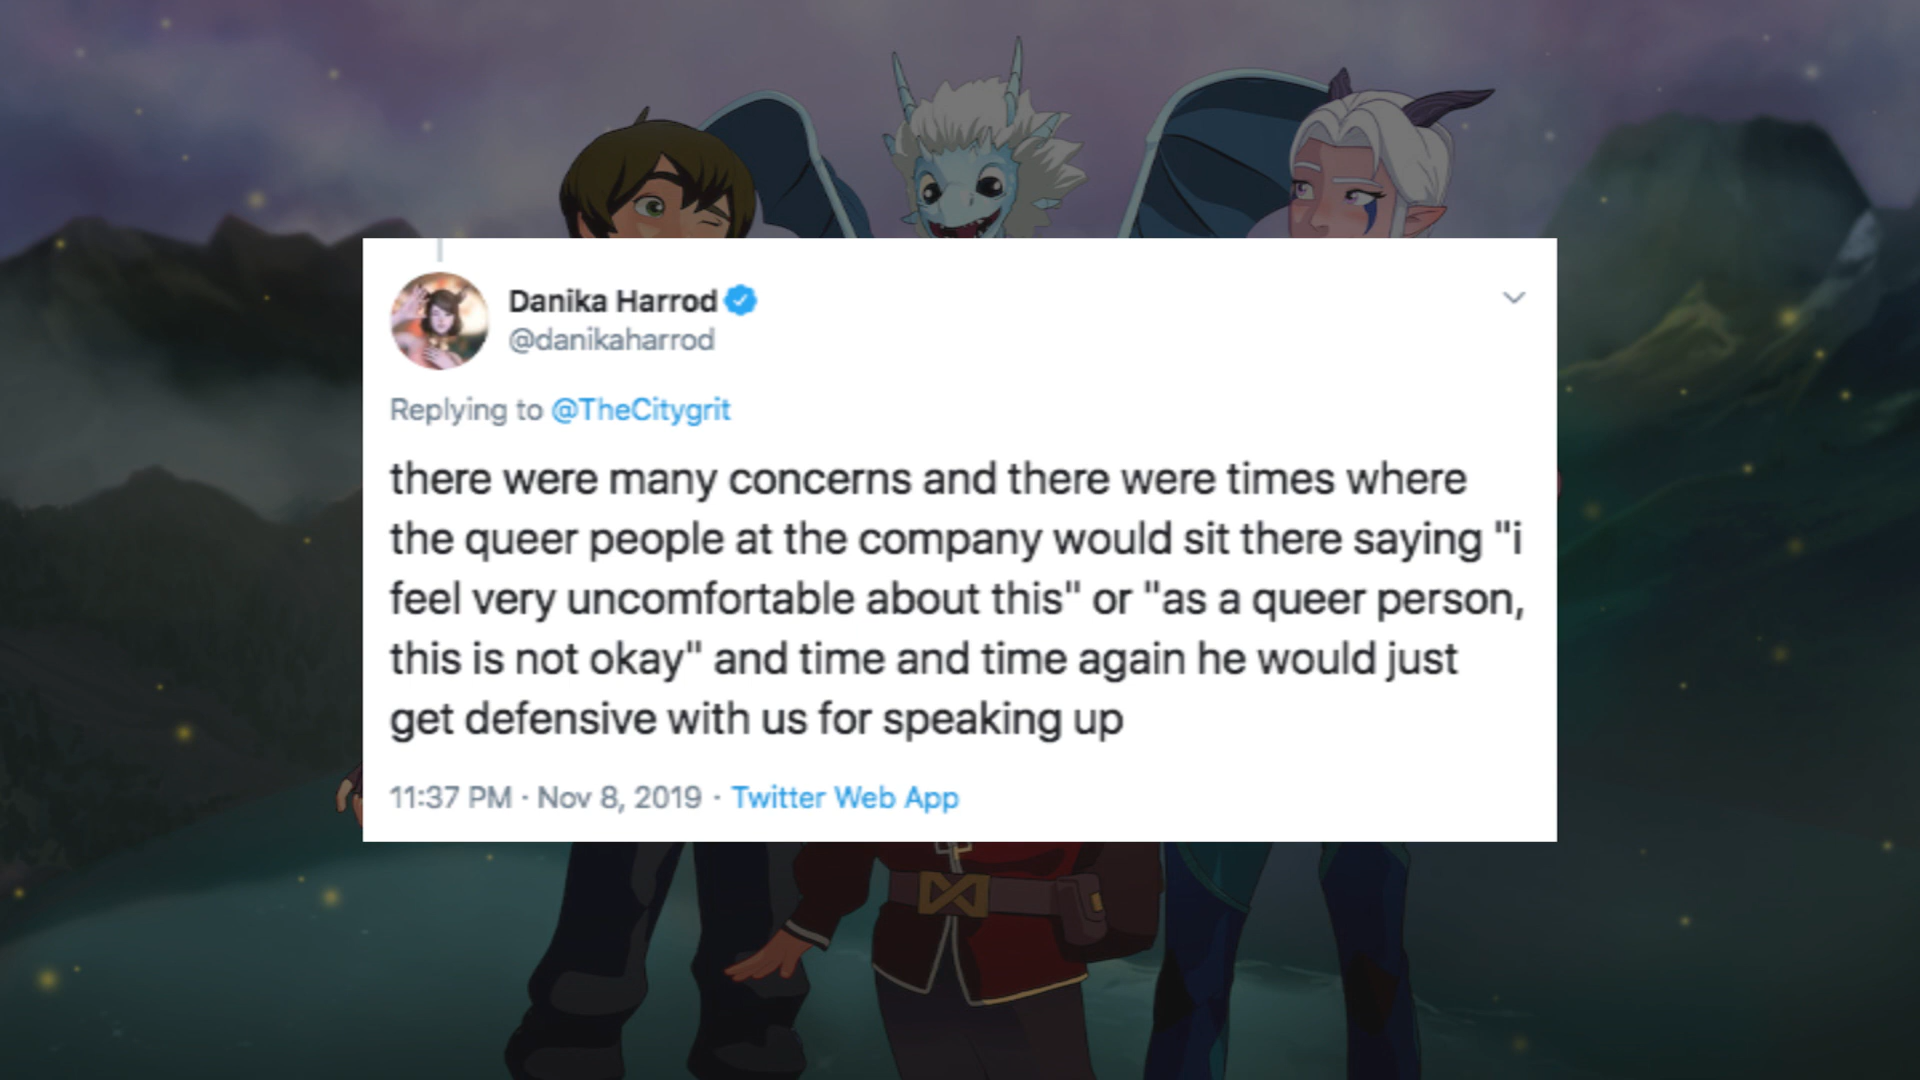 Danika Harrod
@danikaharrod
Replying to @TheCitygrit
there were many concerns and there were times where
the queer people at the company would sit there saying "i
feel very uncomfortable about this" or "as a queer person,
this is not okay" and time and time again he would just
get defensive with us for speaking up
11:37 PM · Nov 8, 2019 · Twitter Web App